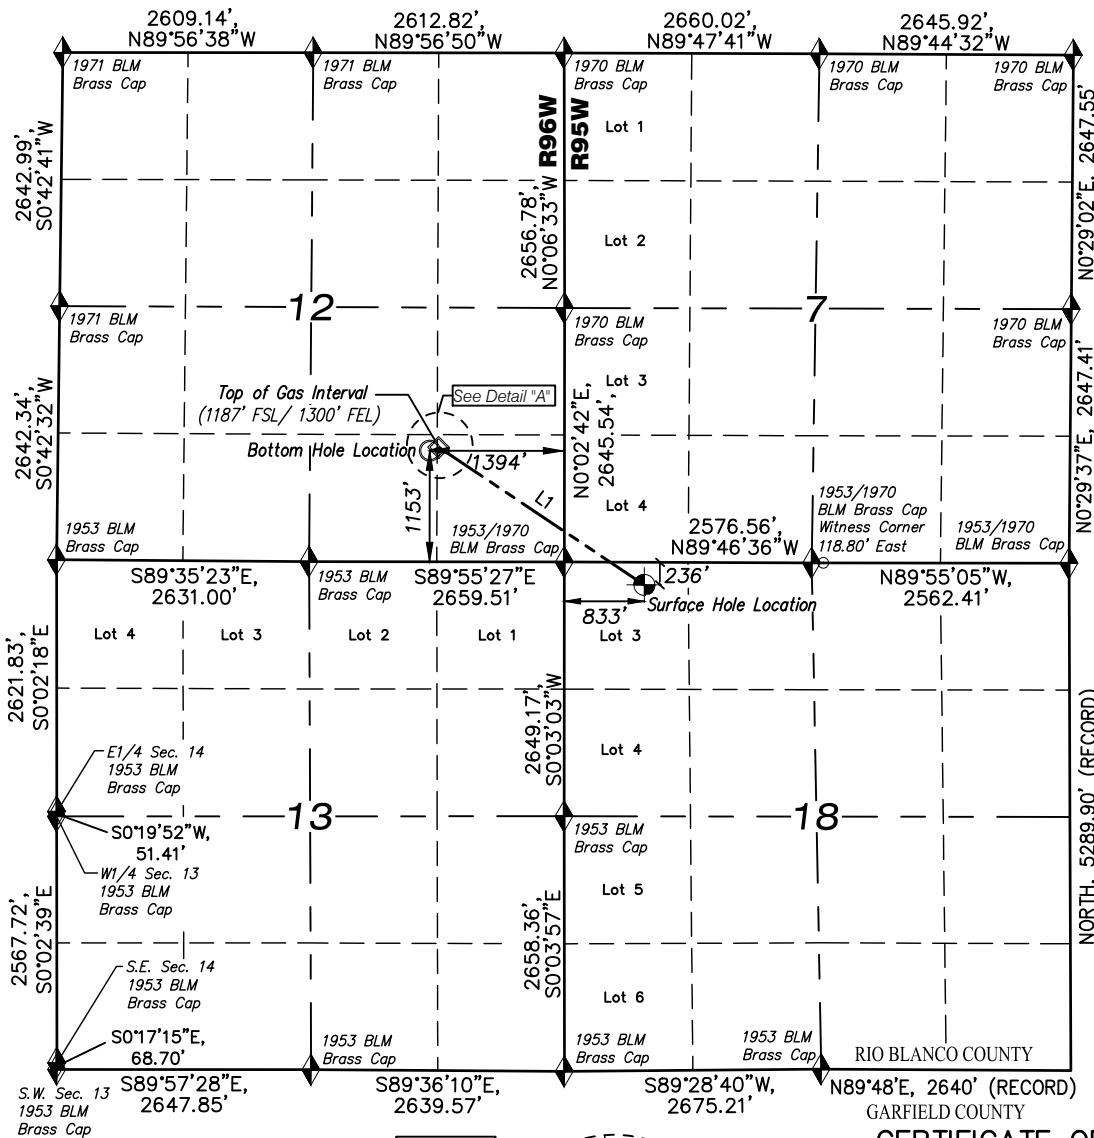 2609.14',
N89°56'38"W
2612.82',
N89°56'50"W
2660.02',
N89°47'41"W
2645.92',
N89°44'32"W
1971 BLM
Brass Cap
1971 BLM
Brass Cap
1970 BLM
Brass Cap
1970 BLM
Brass Cap
1970 BLM
Brass Cap
2642.99',
S0°42'41"W
R96W
R95W
Lot 1
2647.55'
N0°29'02"E,
2656.78',
N0°06'33"W
Lot 2
12
7
1971 BLM
Brass Cap
1970 BLM
Brass Cap
1970 BLM
Brass Cap
2642.34',
S0°42'32"W
Top of Gas Interval
(1187' FSL/ 1300' FEL)
See Detail "A"
Lot 3
N0°02'42"E,
2645.54',
N0°29'37"E, 2647.41'
Bottom Hole Location
1394'
1153'
L1
Lot 4
1953/1970
BLM Brass Cap
Witness Corner
118.80' East
1953 BLM
Brass Cap
1953/1970
BLM Brass Cap
2576.56',
N89°46'36"W
1953/1970
BLM Brass Cap
S89°35'23"E,
2631.00'
1953 BLM
Brass Cap
S89°55'27"E
2659.51'
236'
N89°55'05"W,
2562.41'
833'
Surface Hole Location
Lot 4
Lot 3
Lot 2
Lot 1
Lot 3
2621.83',
S0°02'18"E
2649.17',
S0°03'03"W
NORTH, 5289.90' (RECORD)
E1/4 Sec. 14
1953 BLM
Brass Cap
Lot 4
13
18
S0°19'52"W,
51.41'
1953 BLM
Brass Cap
W1/4 Sec. 13
1953 BLM
Brass Cap
Lot 5
2567.72',
S0°02'39"E
2658.36',
S0°03'57"E
S.E. Sec. 14
1953 BLM
Brass Cap
Lot 6
S0°17'15"E,
68.70'
1953 BLM
Brass Cap
1953 BLM
Brass Cap
1953 BLM
Brass Cap
RIO BLANCO COUNTY
S.W. Sec. 13
1953 BLM
Brass Cap
S89°57'28"E,
2647.85'
S89°36'10"E,
2639.57'
S89°28'40"W,
2675.21'
N89°48'E, 2640' (RECORD)
GARFIELD COUNTY